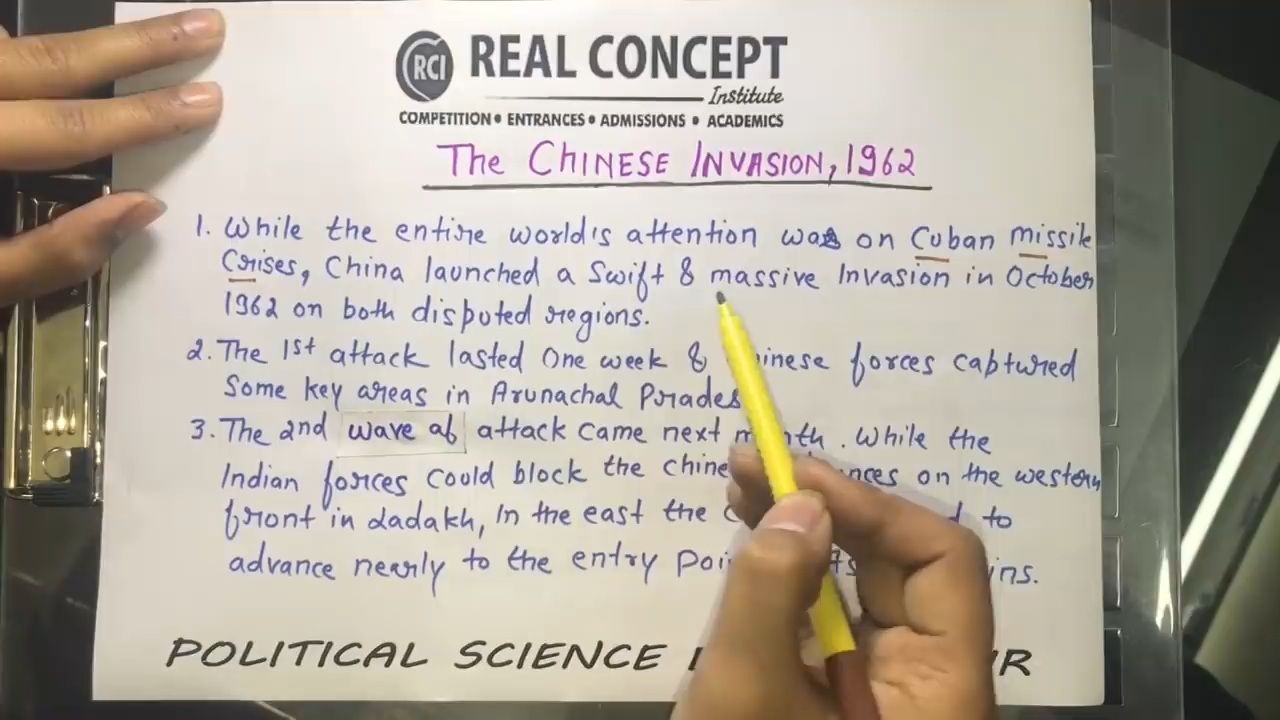 RCI REAL CONCEPT
Institute
COMPETITION • ENTRANCES • ADMISSIONS • ACADEMICS
The CHINESE INVASION, 1962
1. While the entire world's attention was on Cuban missile
Crises, China launched a Swift & massive Invasion in October
1962 on both disputed regions.
2. The 1st attack lasted One week & Chinese forces captured
Some key areas in Arunachal Prades
3. The 2nd wave of attack came next month. While the
Indian forces could block the on the western
front in Ladakh, In the east the to
advance nearly to the entry
POLITICAL SCIENCE